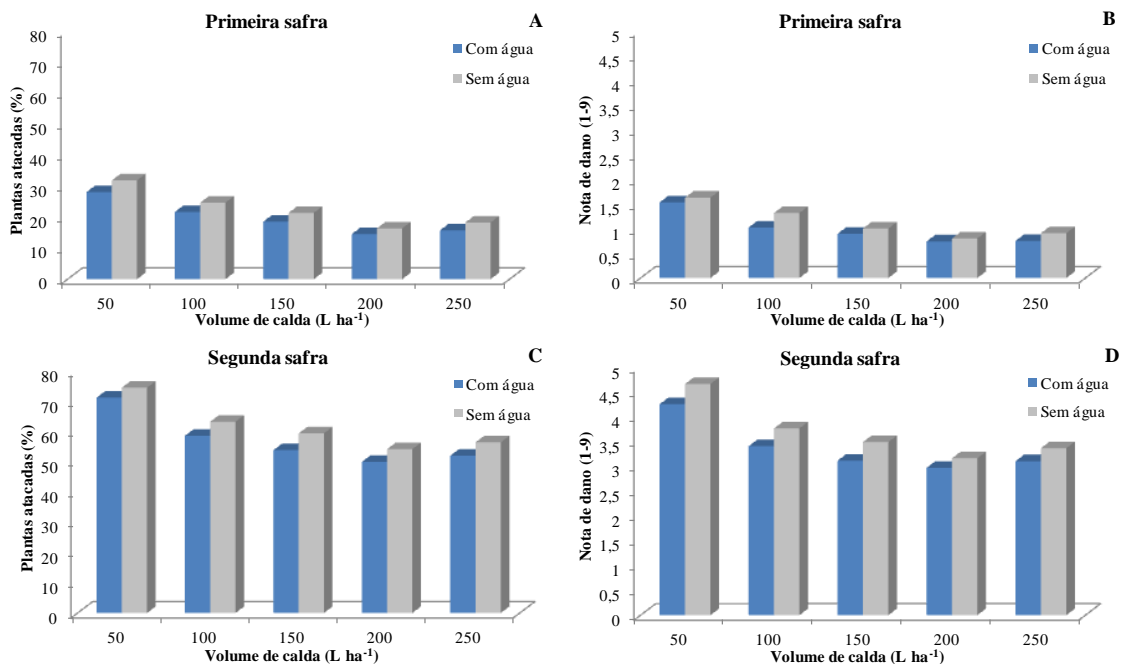 Primeira safra
A
Plantas atacadas (%)
80
70
60
50
40
30
20
10
0
Com água
Sem água
50 100 150 200 250
Volume de calda (L ha⁻¹)
Primeira safra
B
Nota de dano (1-9)
5
4,5
4
3,5
3
2,5
2
1,5
1
0,5
0
Com água
Sem água
50 100 150 200 250
Volume de calda (L ha⁻¹)
Segunda safra
C
Plantas atacadas (%)
80
70
60
50
40
30
20
10
0
Com água
Sem água
50 100 150 200 250
Volume de calda (L ha⁻¹)
Segunda safra
D
Nota de dano (1-9)
5
4,5
4
3,5
3
2,5
2
1,5
1
0,5
0
Com água
Sem água
50 100 150 200 250
Volume de calda (L ha⁻¹)